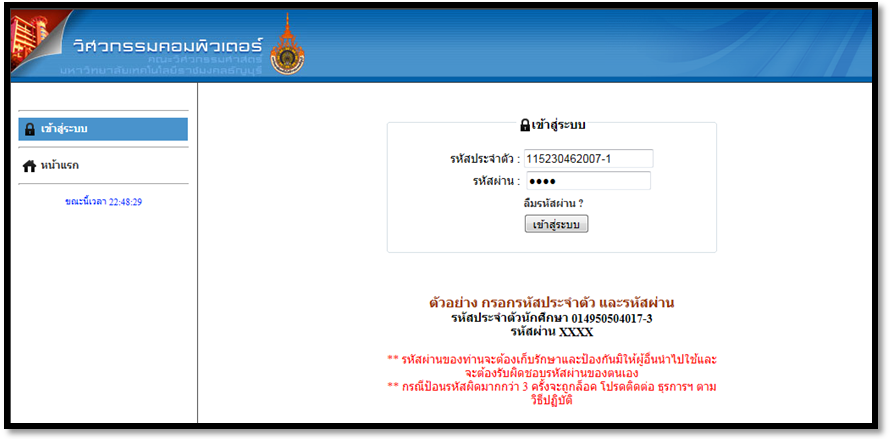 วิศวกรรมคอมพิวเตอร์
คณะวิศวกรรมศาสตร์
มหาวิทยาลัยเทคโนโลยีราชมงคลธัญบุรี
เข้าสู่ระบบ
หน้าแรก
ขณะนี้เวลา 22:48:29
เข้าสู่ระบบ
รหัสประจำตัว : 115230462007-1
รหัสผ่าน : ••••
ลืมรหัสผ่าน ?
เข้าสู่ระบบ
ตัวอย่าง กรอกรหัสประจำตัว และรหัสผ่าน
รหัสประจำตัวนักศึกษา 014950504017-3
รหัสผ่าน XXXX
** รหัสผ่านของท่านจะต้องเก็บรักษาและป้องกันมิให้ผู้อื่นนำไปใช้และ
จะต้องรับผิดชอบรหัสผ่านของตนเอง
** กรณีป้อนรหัสผิดมากกว่า 3 ครั้งจะถูกล็อค โปรดติดต่อ ธุรการฯ ตาม
วิธีปฏิบัติ